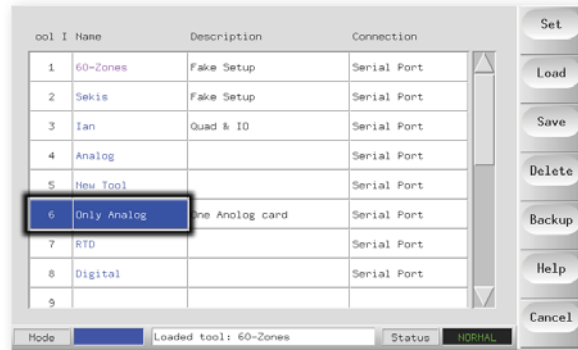 ool I Name Description Connection
1 60-Zones Fake Setup Serial Port
2 Sekis Fake Setup Serial Port
3 Ian Quad & IO Serial Port
4 Analog Serial Port
5 New Tool Serial Port
6 Only Analog One Anolog card Serial Port
7 RTD Serial Port
8 Digital Serial Port
9
Mode Loaded tool: 60-Zones Status NORMAL
Set
Load
Save
Delete
Backup
Help
Cancel